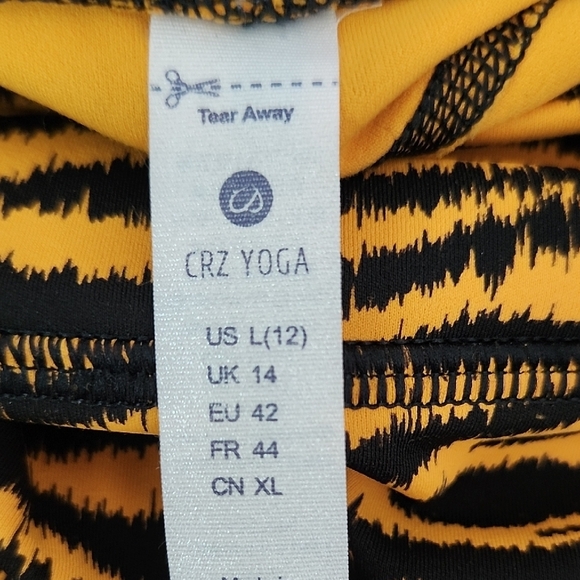 Tear Away
CRZ YOGA
US L(12)
UK 14
EU 42
FR 44
CN XL